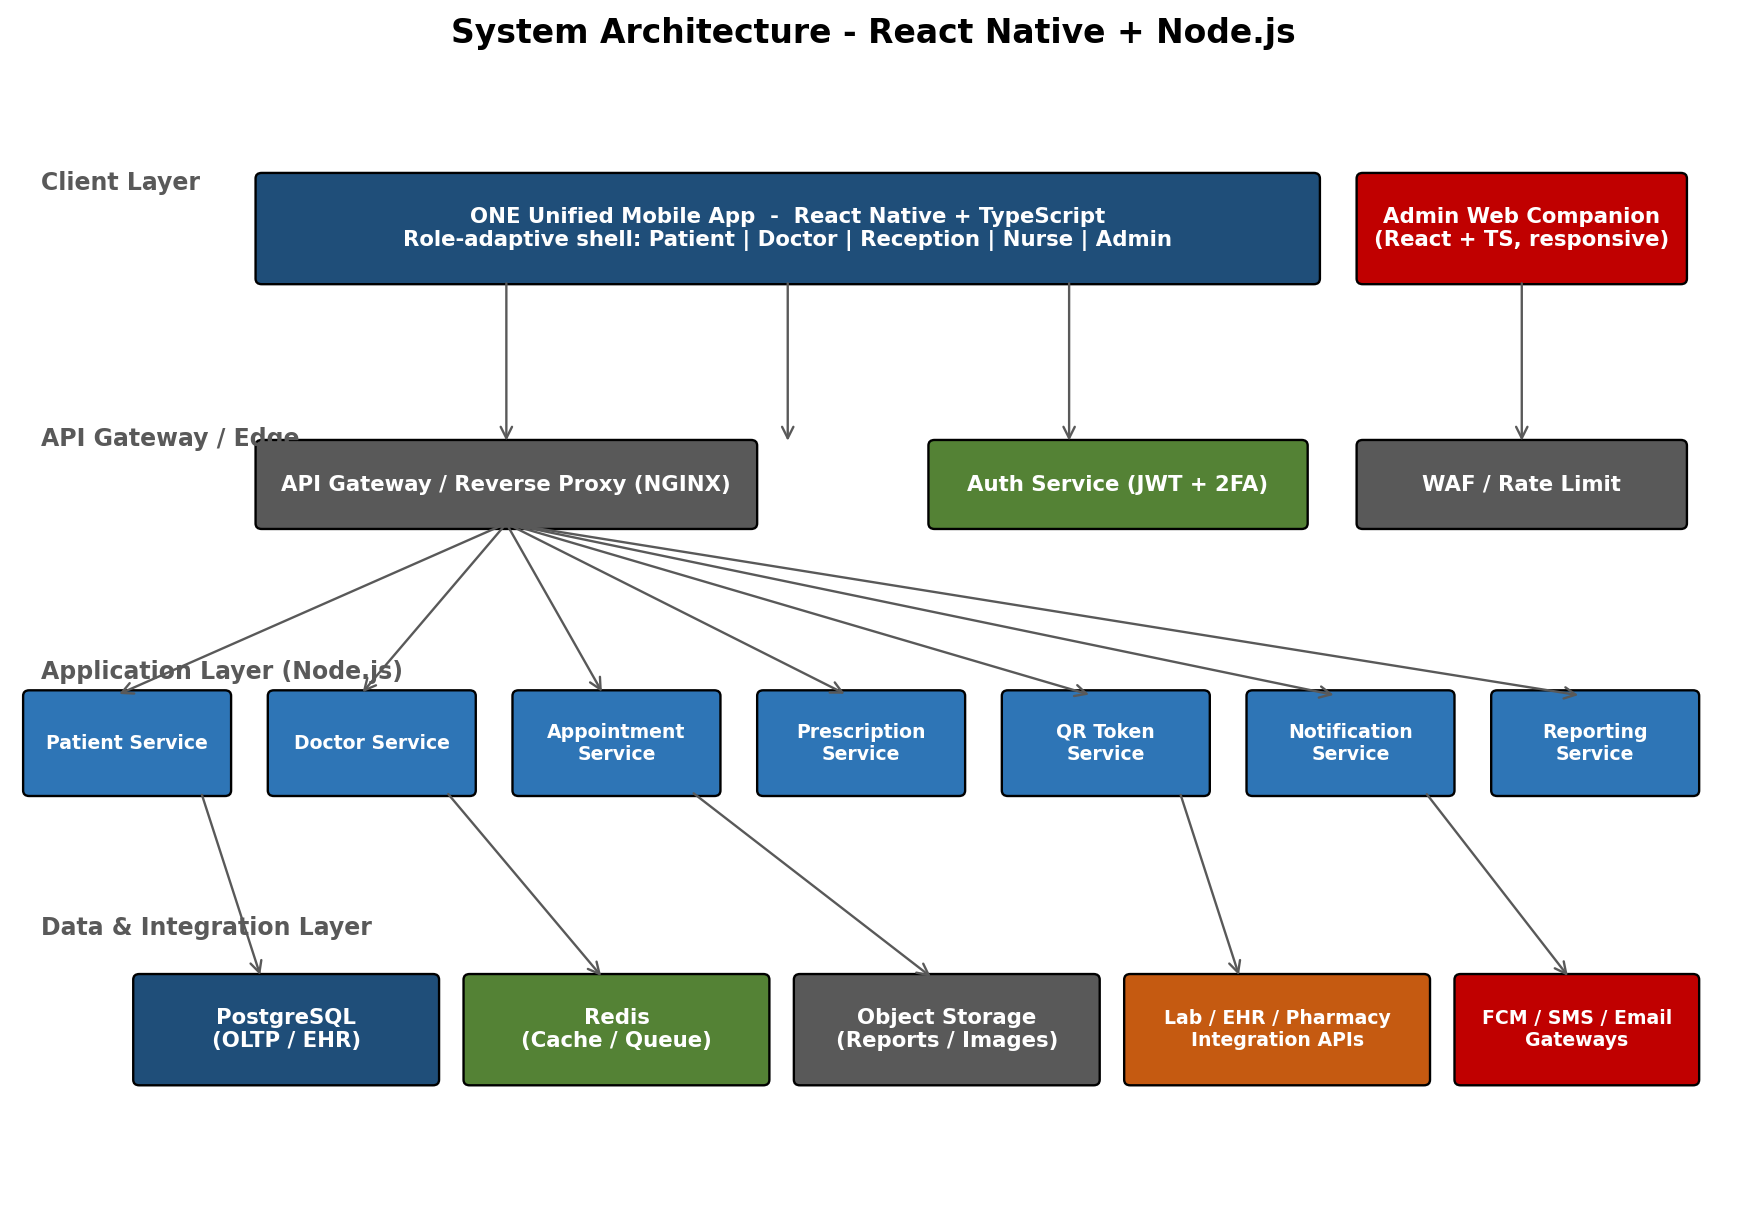 System Architecture - React Native + Node.js
Client Layer
ONE Unified Mobile App  -  React Native + TypeScript
Role-adaptive shell: Patient | Doctor | Reception | Nurse | Admin
Admin Web Companion
(React + TS, responsive)
API Gateway / Edge
API Gateway / Reverse Proxy (NGINX)
Auth Service (JWT + 2FA)
WAF / Rate Limit
Application Layer (Node.js)
Patient Service
Doctor Service
Appointment
Service
Prescription
Service
QR Token
Service
Notification
Service
Reporting
Service
Data & Integration Layer
PostgreSQL
(OLTP / EHR)
Redis
(Cache / Queue)
Object Storage
(Reports / Images)
Lab / EHR / Pharmacy
Integration APIs
FCM / SMS / Email
Gateways